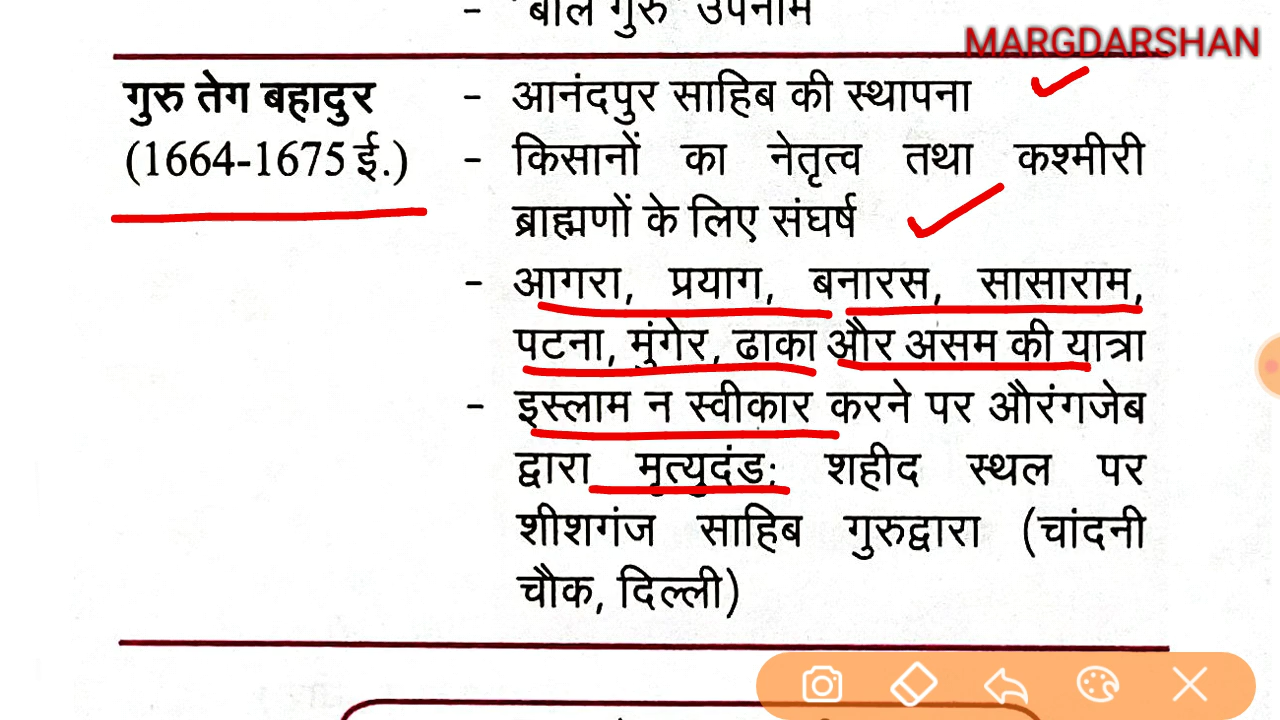 - "बाल गुरु" उपनाम
MARGDARSHAN
गुरु तेग बहादुर - आनंदपुर साहिब की स्थापना
(1664-1675 ई.) - किसानों का नेतृत्व तथा कश्मीरी
ब्राह्मणों के लिए संघर्ष
- आगरा, प्रयाग, बनारस, सासाराम,
पटना, मुंगेर, ढाका और असम की यात्रा
- इस्लाम न स्वीकार करने पर औरंगजेब
द्वारा मृत्युदंड; शहीद स्थल पर
शीशगंज साहिब गुरुद्वारा (चांदनी
चौक, दिल्ली)